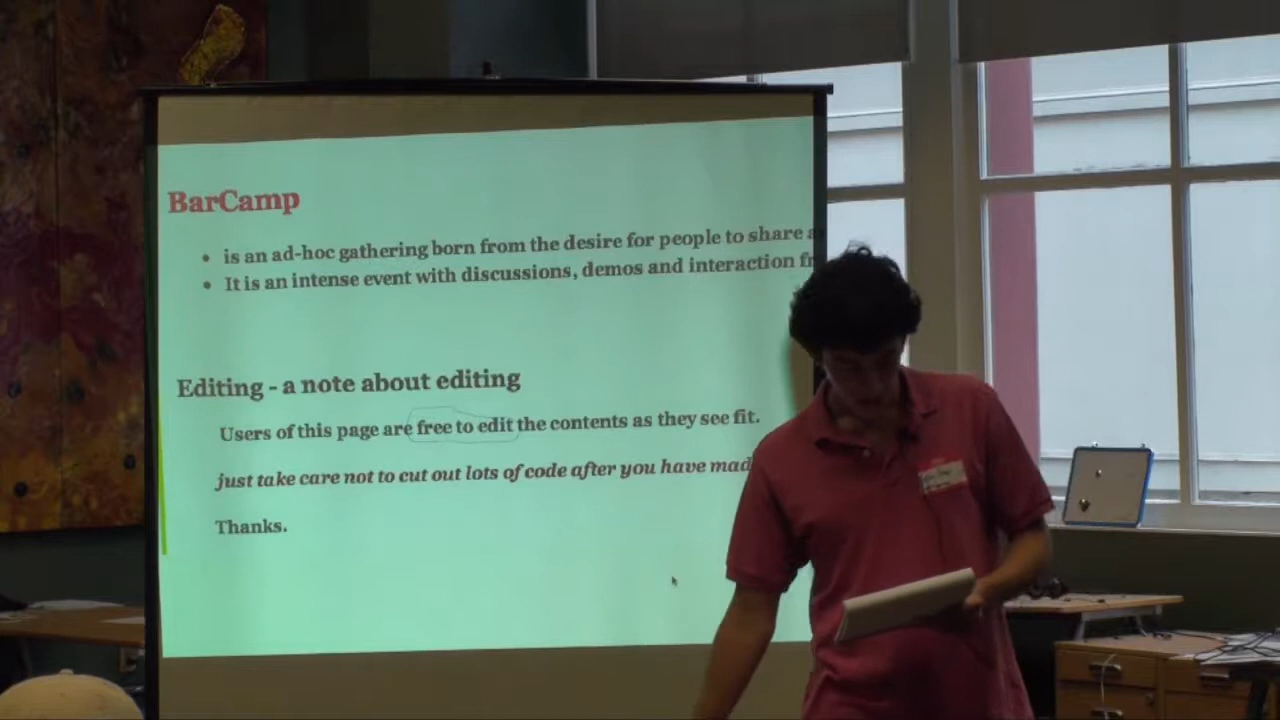 BarCamp
is an ad-hoc gathering born from the desire for people to share
It is an intense event with discussions, demos and interaction fr
Editing - a note about editing
Users of this page are free to edit the contents as they see fit.
just take care not to cut out lots of code after you have mad
Thanks.